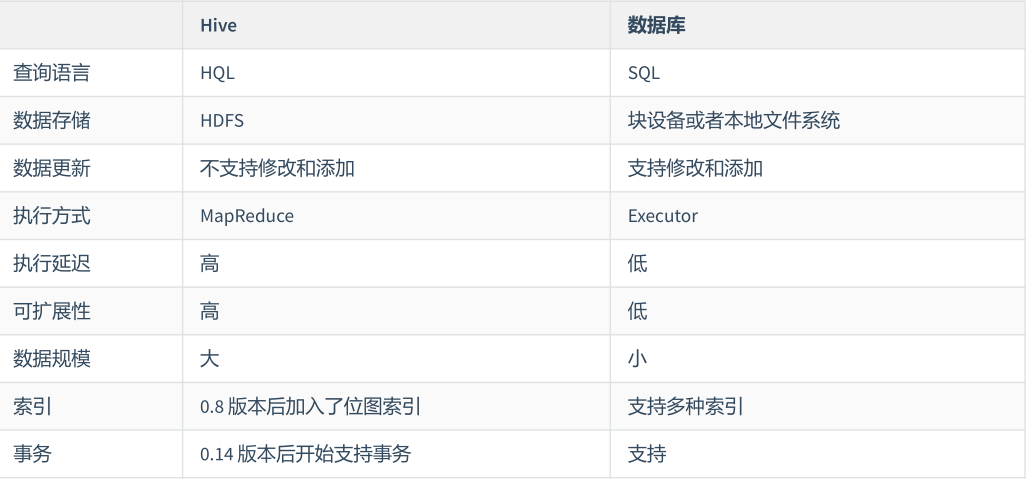 Hive 数据库
查询语言 HQL SQL
数据存储 HDFS 块设备或者本地文件系统
数据更新 不支持修改和添加 支持修改和添加
执行方式 MapReduce Executor
执行延迟 高 低
可扩展性 高 低
数据规模 大 小
索引 0.8 版本后加入了位图索引 支持多种索引
事务 0.14 版本后开始支持事务 支持